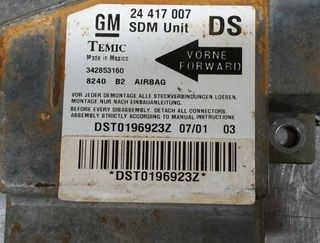 GM 24 417 007 DS
SDM Unit
TEMIC
Made in Mexico
VORNE
FORWARD
342853160
8240 B2 AIRBAG
VOR JEDER DEMONTAGE ALLE STECKVERBINDUNGEN LOESEN.
MONTAGE NUR NACH EINBAUANLEITUNG.
BEFORE EVERY DISASSEMBLY DETACH ALL CONNECTORS.
ASSEMBLY STRICTLY ACCORDING TO MANUAL INSTRUCTIONS
DST0196923Z 07/01 03
*DST0196923Z*